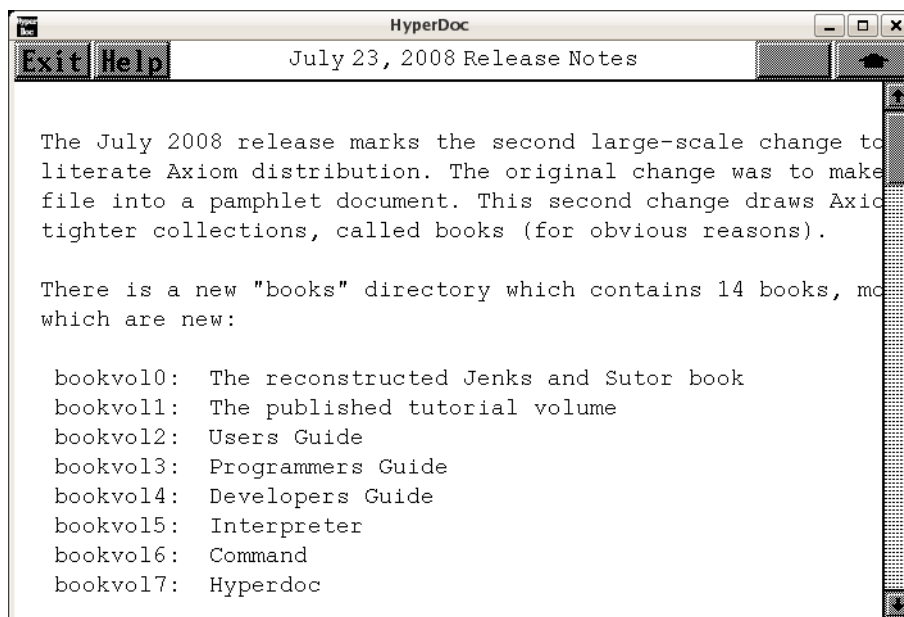 Hyper Doc
HyperDoc
Exit Help July 23, 2008 Release Notes
The July 2008 release marks the second large-scale change to
literate Axiom distribution. The original change was to make
file into a pamphlet document. This second change draws Axio
tighter collections, called books (for obvious reasons).
There is a new "books" directory which contains 14 books, mo
which are new:
bookvol0: The reconstructed Jenks and Sutor book
bookvol1: The published tutorial volume
bookvol2: Users Guide
bookvol3: Programmers Guide
bookvol4: Developers Guide
bookvol5: Interpreter
bookvol6: Command
bookvol7: Hyperdoc